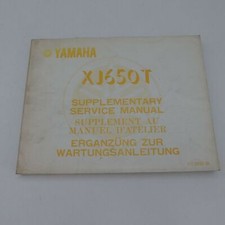 YAMAHA
XJ650T
SUPPLEMENTARY
SERVICE MANUAL
SUPPLEMENT AU
MANUEL D'ATELIER
ERGÄNZUNG ZUR
WARTUNGSANLEITUNG